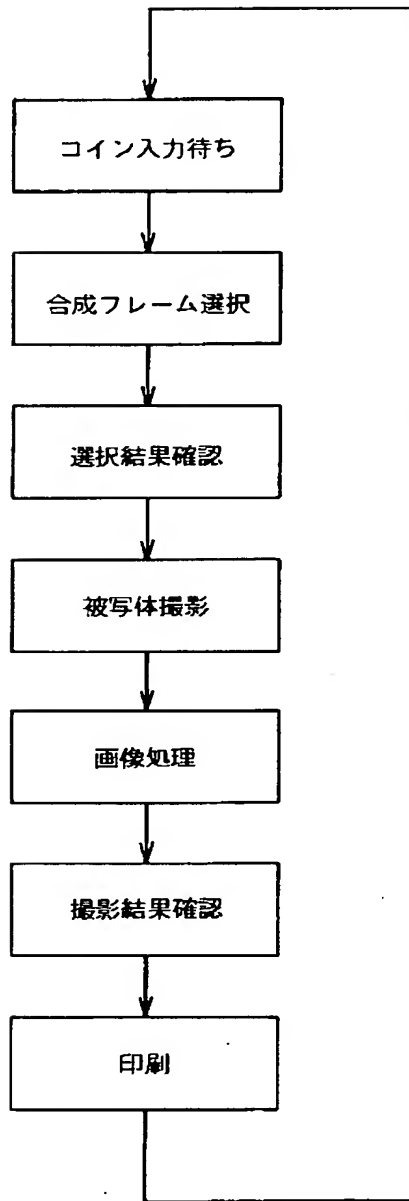 コイン入力待ち
合成フレーム選択
選択結果確認
被写体撮影
画像処理
撮影結果確認
印刷